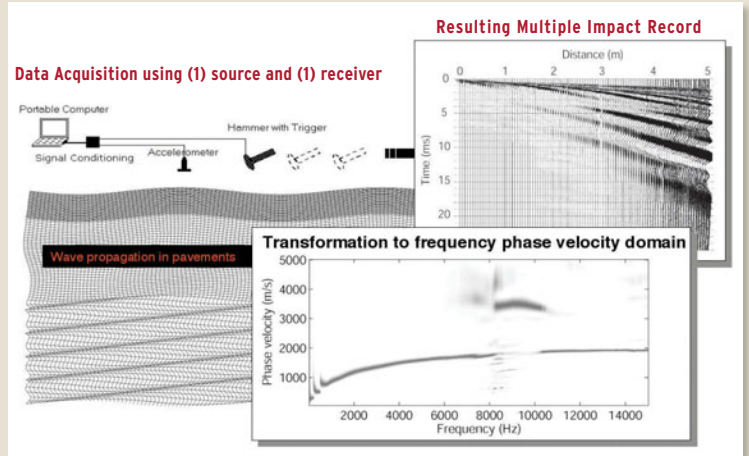 Resulting Multiple Impact Record
Data Acquisition using (1) source and (1) receiver
Portable Computer
Signal Conditioning
Accelerometer
Hammer with Trigger
Wave propagation in pavements
Distance (m)
0 1 2 3 4 5
Time (ms)
0
5
10
15
20
Transformation to frequency phase velocity domain
Phase velocity (m/s)
5000
4000
3000
2000
1000
2000 4000 6000 8000 10000 12000 14000
Frequency (Hz)